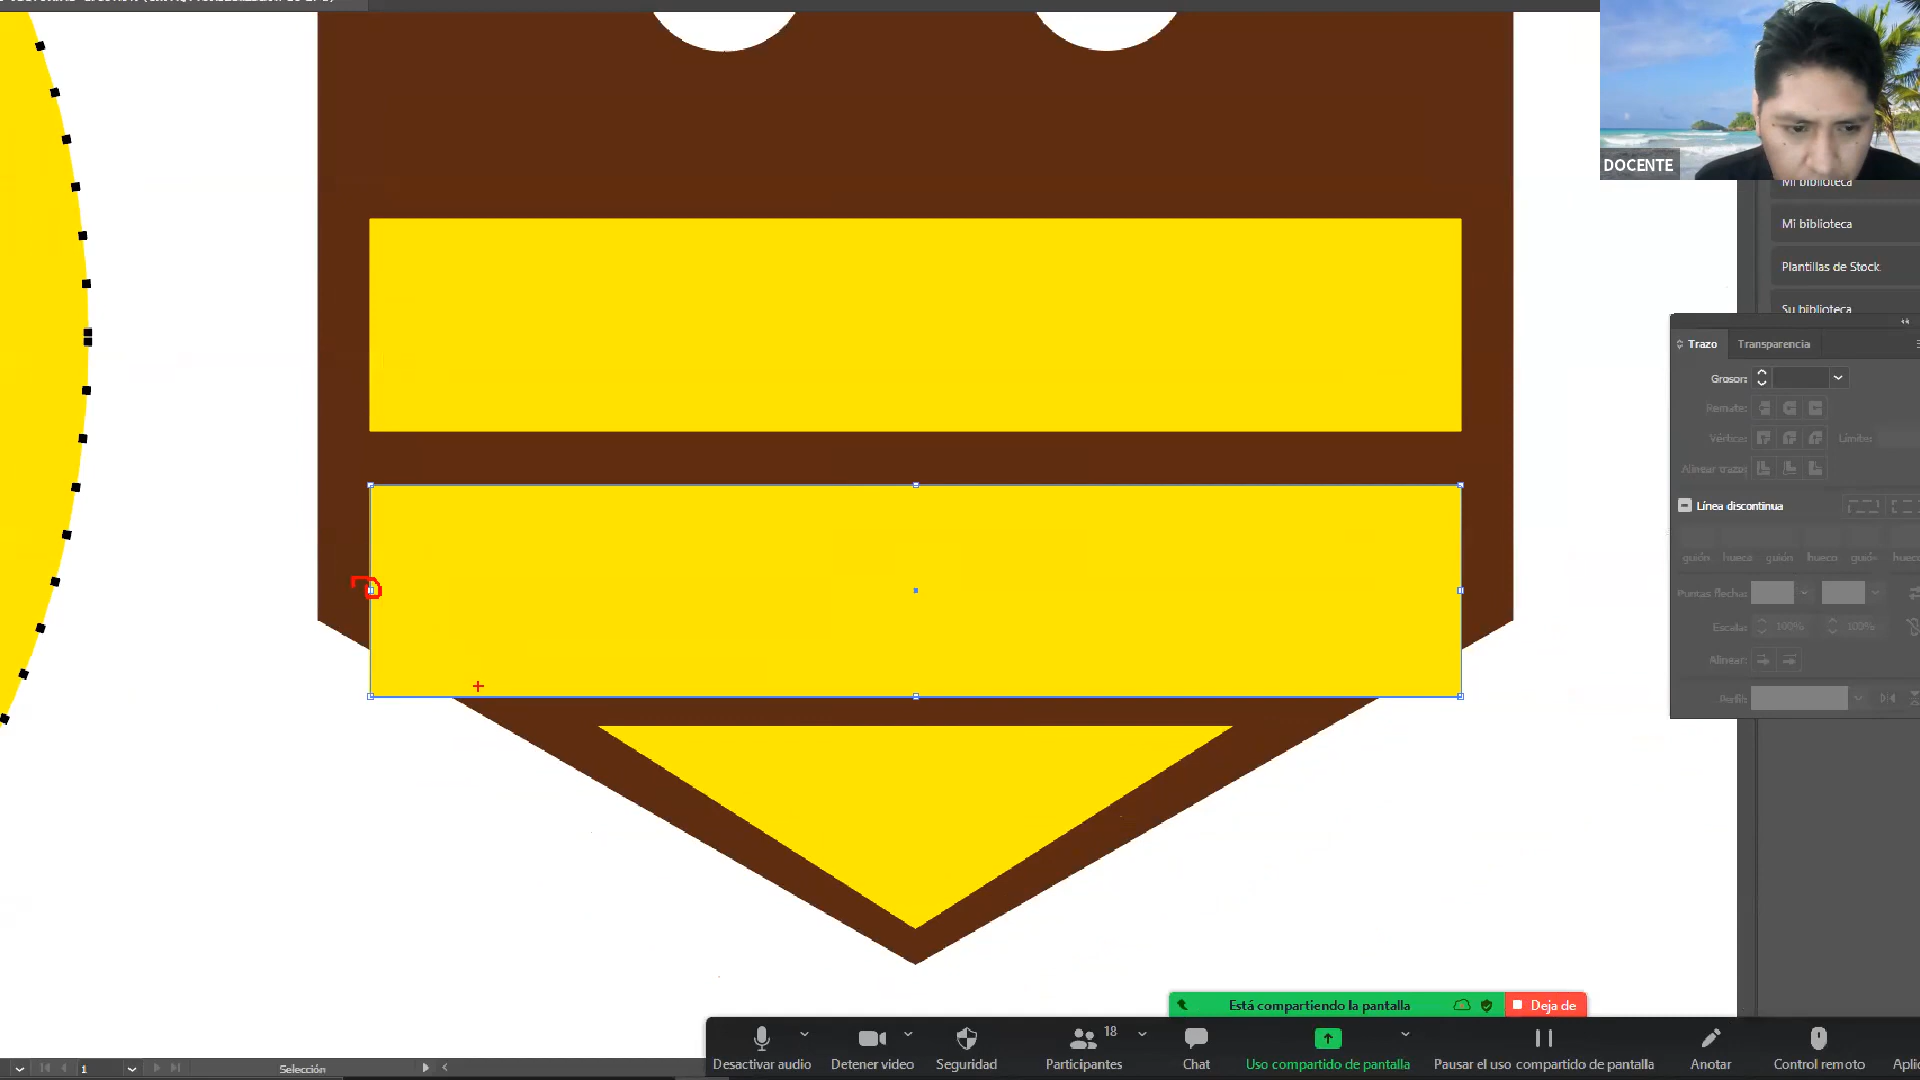 DOCENTE
Mi biblioteca
Mi biblioteca
Plantillas de Stock
Su biblioteca
Trazo
Transparencia
Grosor:
Remate:
Vértice:
Límite:
Alinear trazo:
Línea discontinua
guión
hueco
guión
hueco
guión
hueco
Puntas flecha:
Escala:
100%
100%
Alinear:
Perfil:
Está compartiendo la pantalla
Deja de
18
Desactivar audio
Detener video
Seguridad
Participantes
Chat
Uso compartido de pantalla
Pausar el uso compartido de pantalla
Anotar
Control remoto
1
Selección